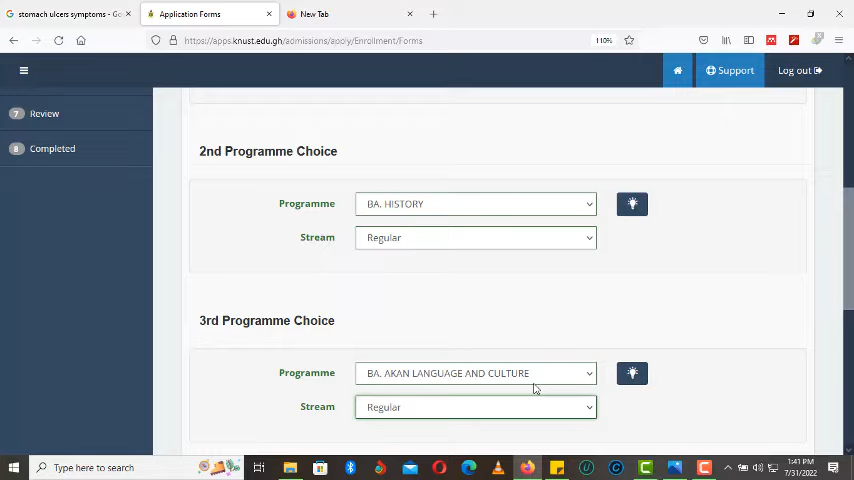 stomach ulcers symptoms - Go
Application Forms
New Tab
https://apps.knust.edu.gh/admissions/apply/Enrollment/Forms
110%
Support
Log out
7 Review
8 Completed
2nd Programme Choice
Programme
BA. HISTORY
Stream
Regular
3rd Programme Choice
Programme
BA. AKAN LANGUAGE AND CULTURE
Stream
Regular
Type here to search
1:41 PM
7/31/2022